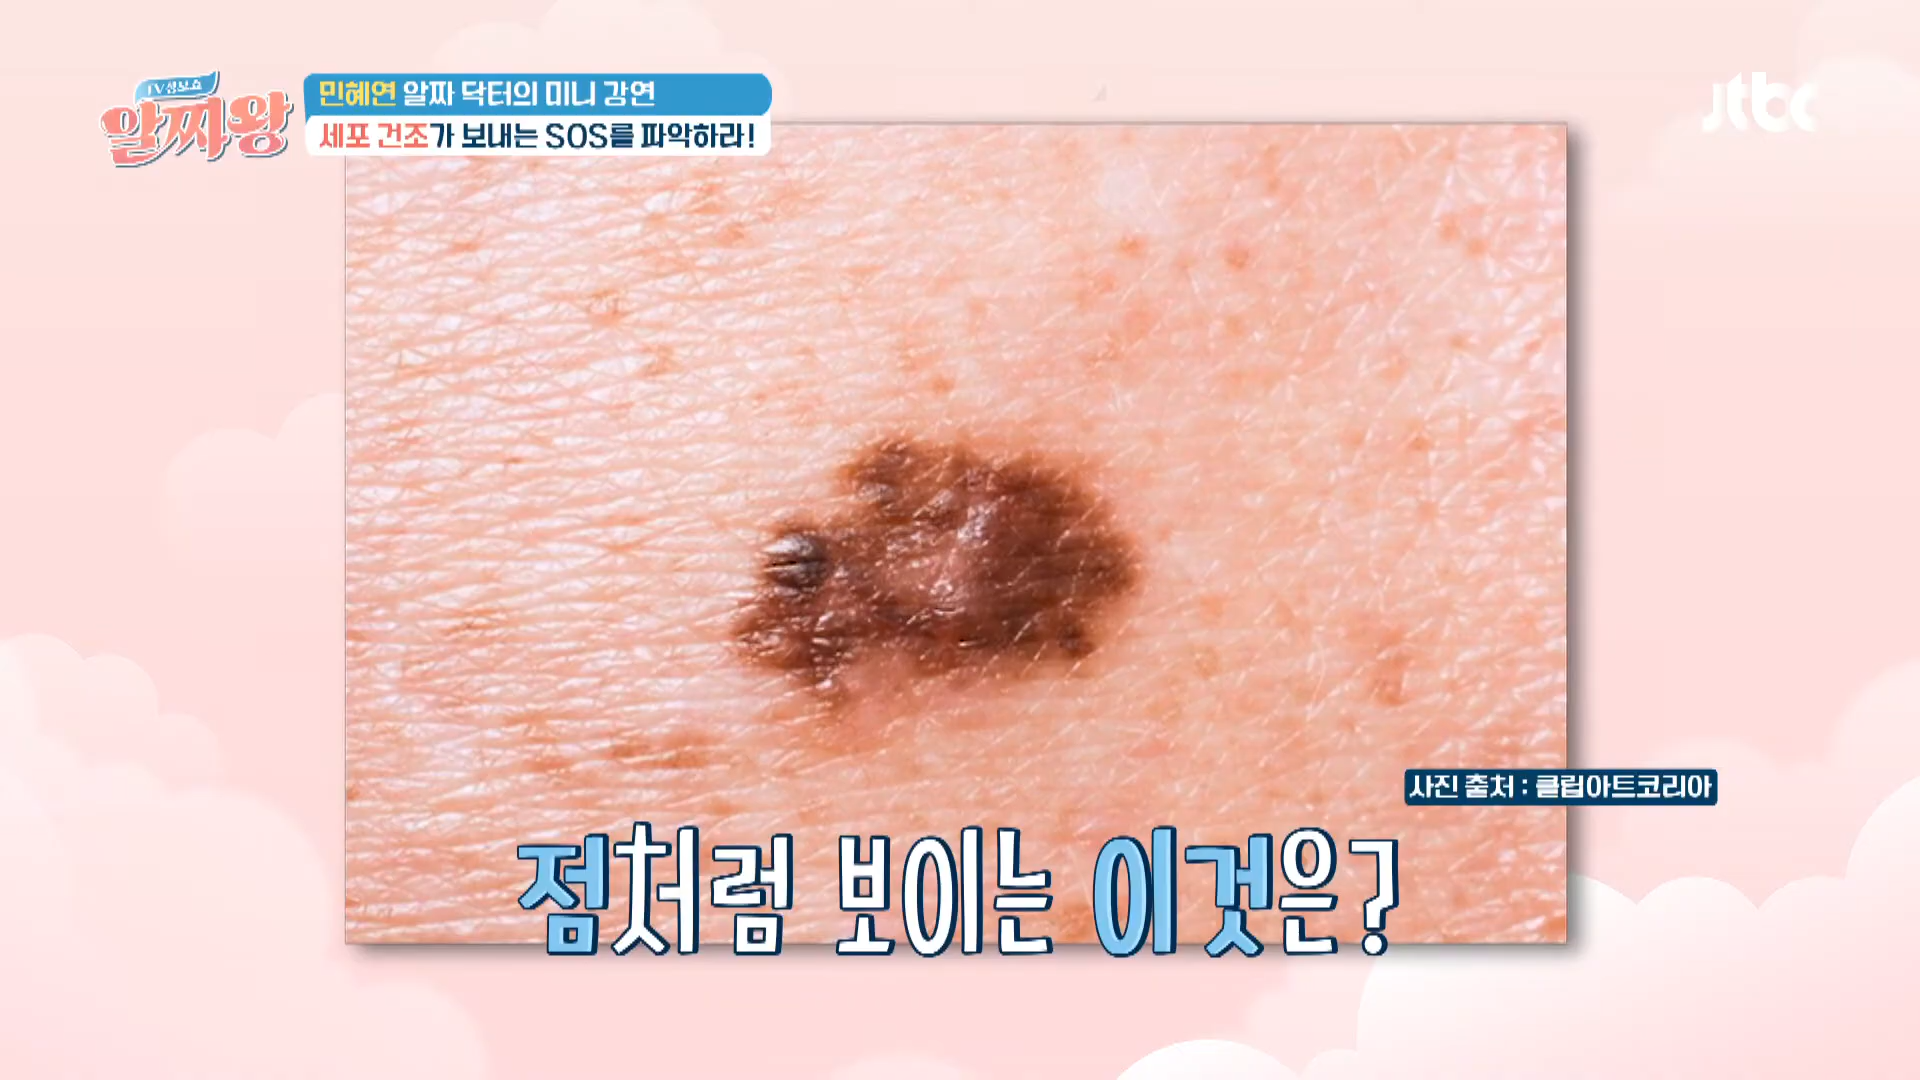 TV정보쇼
알짜왕
민혜연 알짜 닥터의 미니 강연
세포 건조가 보내는 SOS를 파악하라!
jtbc
사진 출처 : 클립아트코리아
점처럼 보이는 이것은?